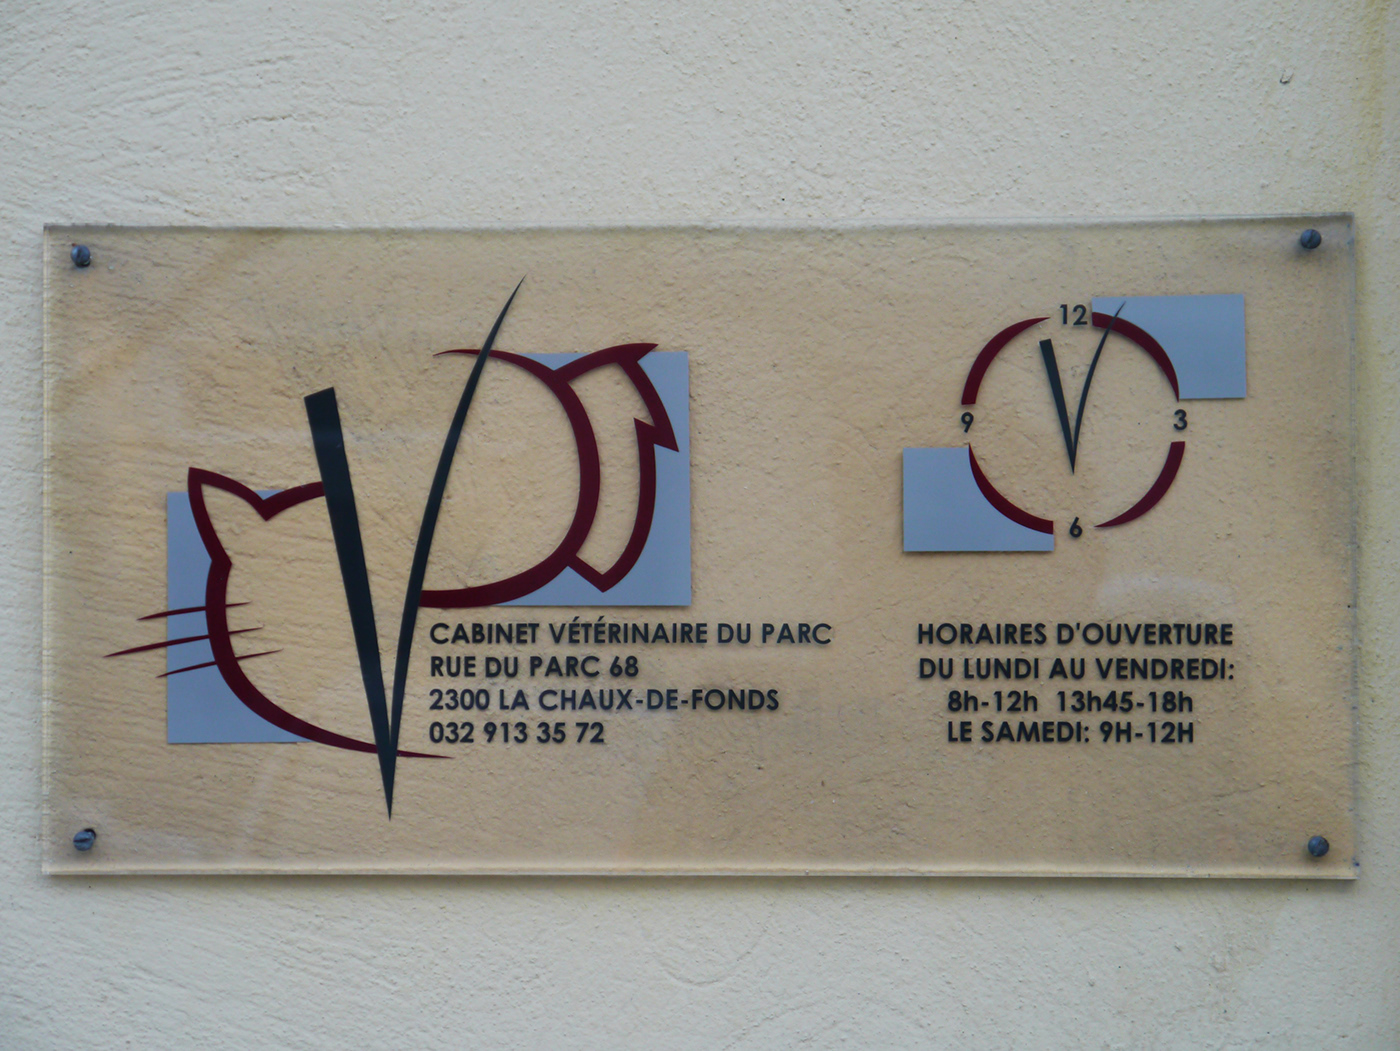 CABINET VÉTÉRINAIRE DU PARC
RUE DU PARC 68
2300 LA CHAUX-DE-FONDS
032 913 35 72
12
9
3
6
HORAIRES D'OUVERTURE
DU LUNDI AU VENDREDI:
8h-12h 13h45-18h
LE SAMEDI: 9H-12H